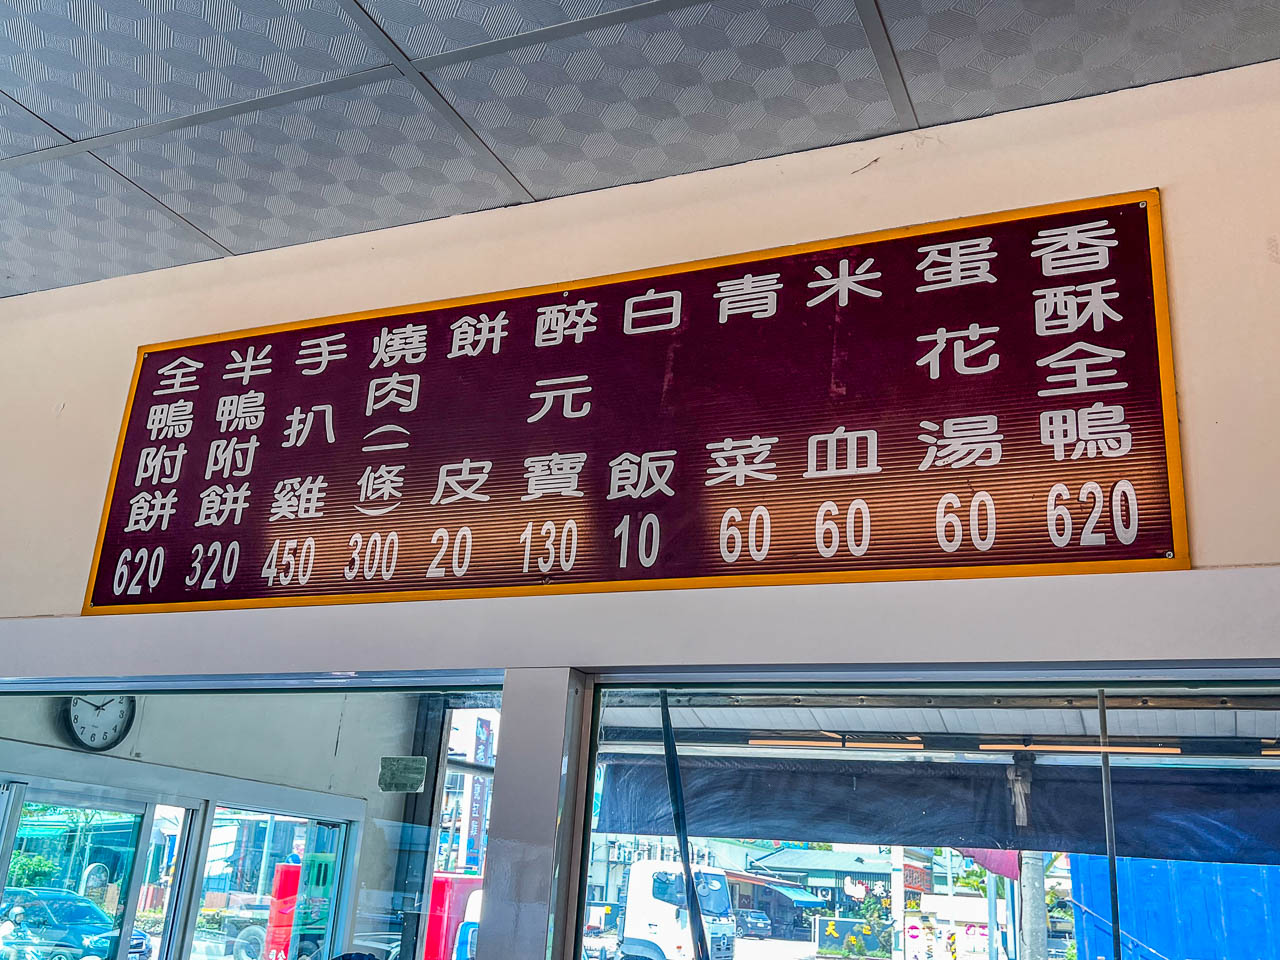 全鴨附餅 620
半鴨附餅 320
手扒雞 450
燒肉(一條) 300
餅皮 20
醉元寶 130
白飯 10
青菜 60
米血 60
蛋花湯 60
香酥全鴨 620